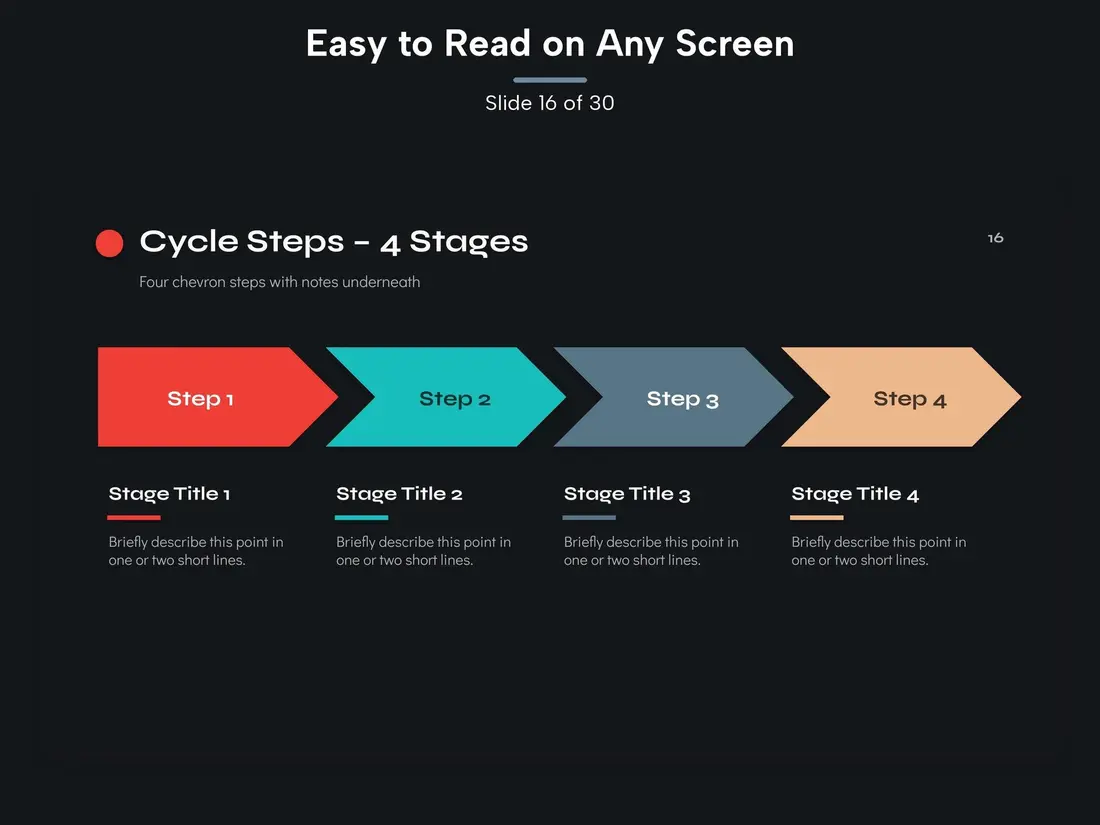 Easy to Read on Any Screen
Slide 16 of 30
Cycle Steps – 4 Stages
16
Four chevron steps with notes underneath
Step 1
Step 2
Step 3
Step 4
Stage Title 1
Briefly describe this point in
one or two short lines.
Stage Title 2
Briefly describe this point in
one or two short lines.
Stage Title 3
Briefly describe this point in
one or two short lines.
Stage Title 4
Briefly describe this point in
one or two short lines.